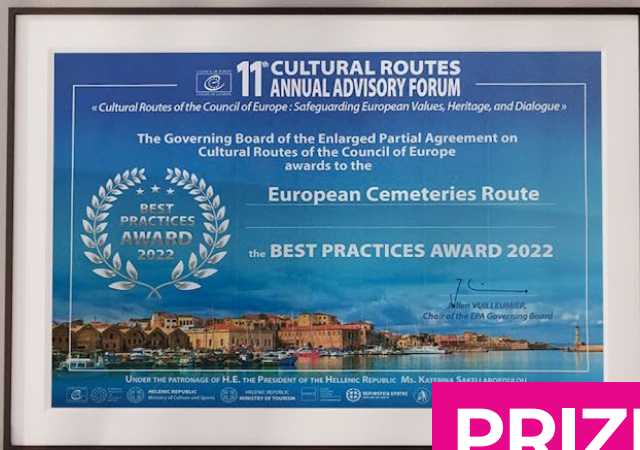 11th CULTURAL ROUTES
ANNUAL ADVISORY FORUM
« Cultural Routes of the Council of Europe : Safeguarding European Values, Heritage, and Dialogue »
The Governing Board of the Enlarged Partial Agreement on
Cultural Routes of the Council of Europe
awards to the
European Cemeteries Route
BEST
PRACTICES
AWARD
2022
the BEST PRACTICES AWARD 2022
VUILLEUMIER,
Chair of the EPA Governing Board
UNDER THE PATRONAGE OF H.E. THE PRESIDENT OF THE HELLENIC REPUBLIC MS. KATERINA SAKELLAROPOULOU
HELLENIC REPUBLIC
Ministry of Culture and Sports
HELLENIC REPUBLIC
MINISTRY OF TOURISM
ΠΕΡΙΦΕΡΕΙΑ ΚΡΗΤΗΣ
PRIZ